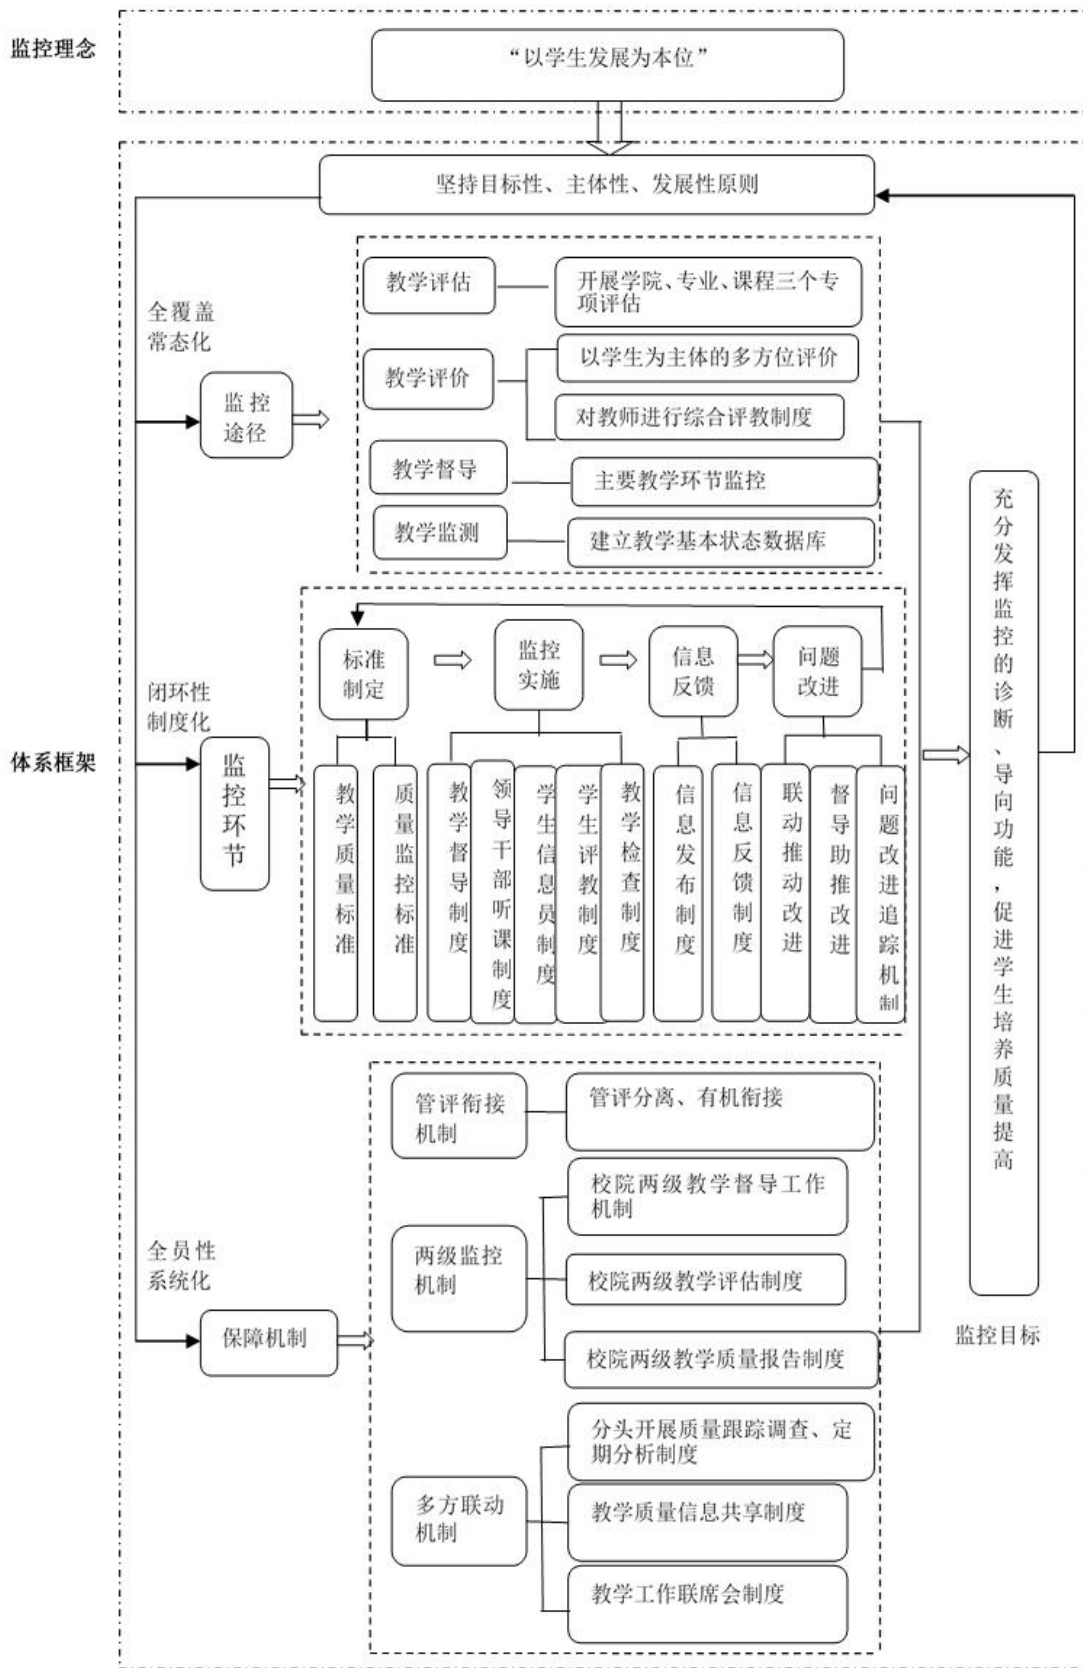 监控理念
“以学生发展为本位”
坚持目标性、主体性、发展性原则
全覆盖
常态化
监控
途径
教学评估
开展学院、专业、课程三个专
项评估
教学评价
以学生为主体的多方位评价
对教师进行综合评教制度
教学督导
主要教学环节监控
教学监测
建立教学基本状态数据库
体系框架
闭环性
制度化
监控环节
标准
制定
监控
实施
信息
反馈
问题
改进
教学质量标准
质量监控标准
教学督导制度
领导干部听课制度
学生信息员制度
学生评教制度
教学检查制度
信息发布制度
信息反馈制度
联动推动改进
督导助推改进
问题改进追踪机制
全员性
系统化
保障机制
管评衔接
机制
管评分离、有机衔接
两级监控
机制
校院两级教学督导工作
机制
校院两级教学评估制度
校院两级教学质量报告制度
多方联动
机制
分头开展质量跟踪调查、定
期分析制度
教学质量信息共享制度
教学工作联席会制度
充分发挥监控的诊断、导向功能，促进学生培养质量提高
监控目标